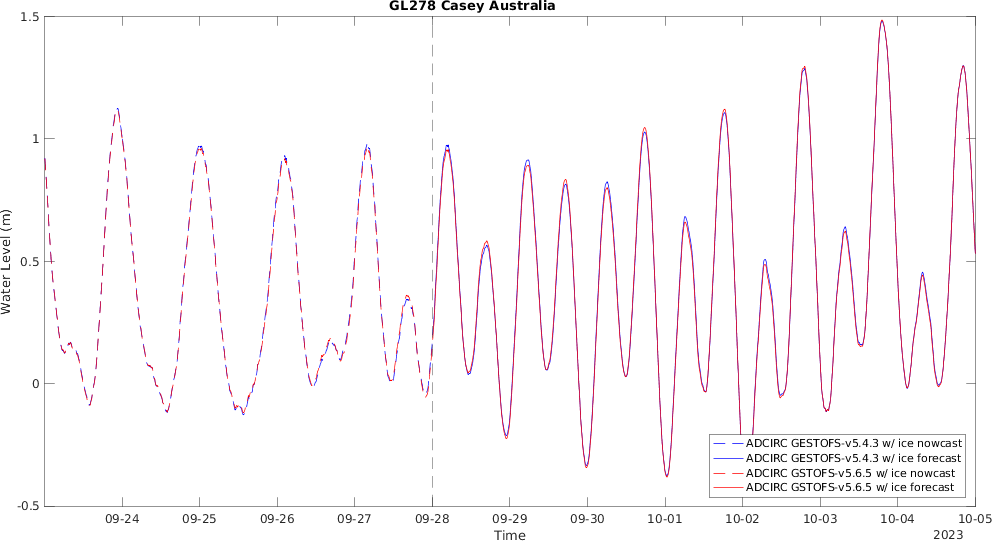 GL278 Casey Australia
1.5
1
0.5
0
-0.5
Water Level (m)
09-24 09-25 09-26 09-27 09-28 09-29 09-30 10-01 10-02 10-03 10-04 10-05
Time
2023
ADCIRC GESTOFS-v5.4.3 w/ ice nowcast
ADCIRC GESTOFS-v5.4.3 w/ ice forecast
ADCIRC GSTOFS-v5.6.5 w/ ice nowcast
ADCIRC GSTOFS-v5.6.5 w/ ice forecast